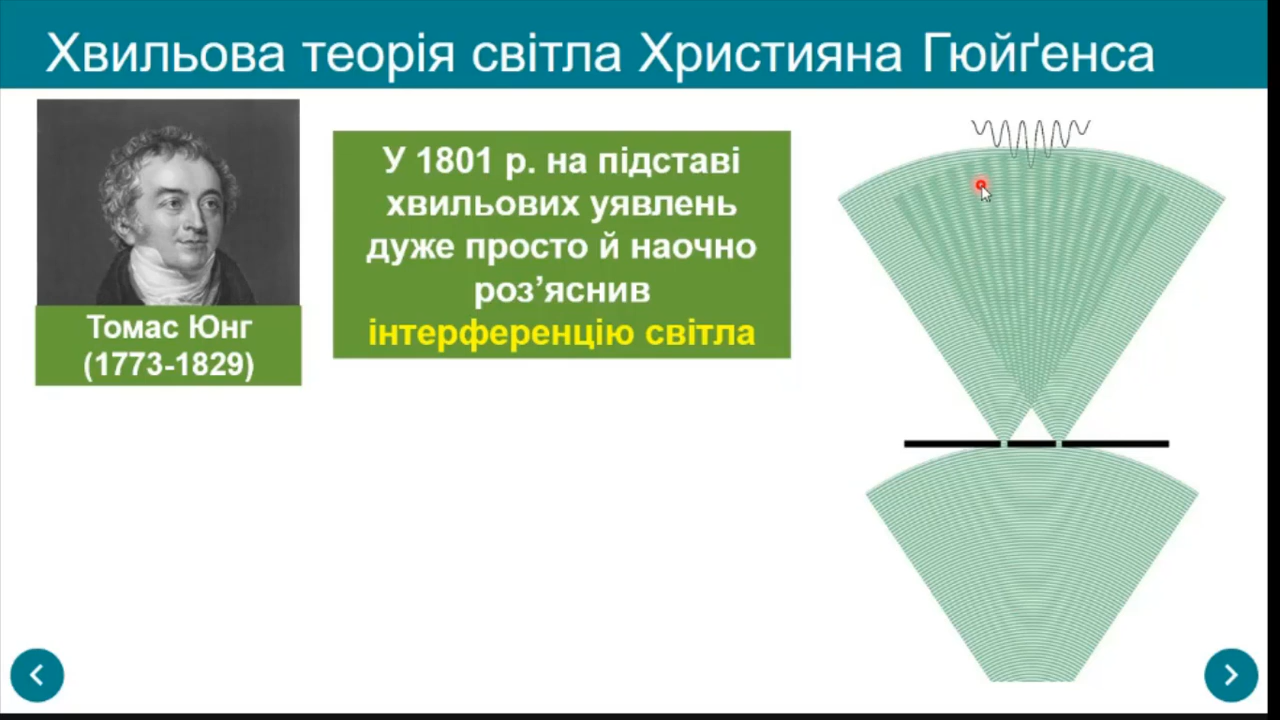 Хвильова теорія світла Християна Гюйґенса
У 1801 р. на підставі
хвильових уявлень
дуже просто й наочно
роз’яснив
інтерференцію світла
Томас Юнг
(1773-1829)